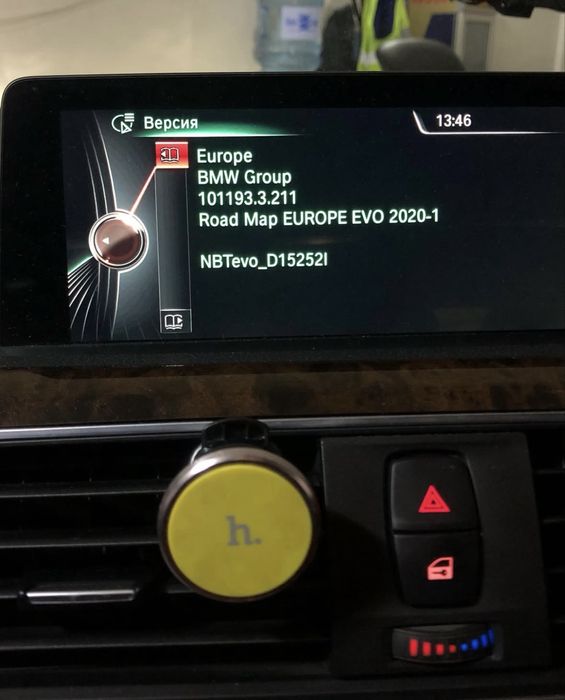 Версия
13:46
Europe
BMW Group
101193.3.211
Road Map EUROPE EVO 2020-1
NBTevo_D15252I
h.